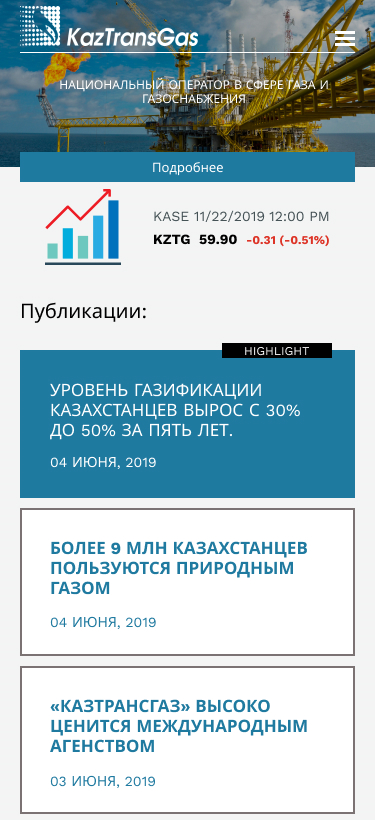 KazTransGas
НАЦИОНАЛЬНЫЙ ОПЕРАТОР В СФЕРЕ ГАЗА И
ГАЗОСНАБЖЕНИЯ
Подробнее
KASE 11/22/2019 12:00 PM
KZTG 59.90 -0.31 (-0.51%)
Публикации:
HIGHLIGHT
УРОВЕНЬ ГАЗИФИКАЦИИ
КАЗАХСТАНЦЕВ ВЫРОС С 30%
ДО 50% ЗА ПЯТЬ ЛЕТ.
04 ИЮНЯ, 2019
БОЛЕЕ 9 МЛН КАЗАХСТАНЦЕВ
ПОЛЬЗУЮТСЯ ПРИРОДНЫМ
ГАЗОМ
04 ИЮНЯ, 2019
«КАЗТРАНСГАЗ» ВЫСОКО
ЦЕНИТСЯ МЕЖДУНАРОДНЫМ
АГЕНСТВОМ
03 ИЮНЯ, 2019